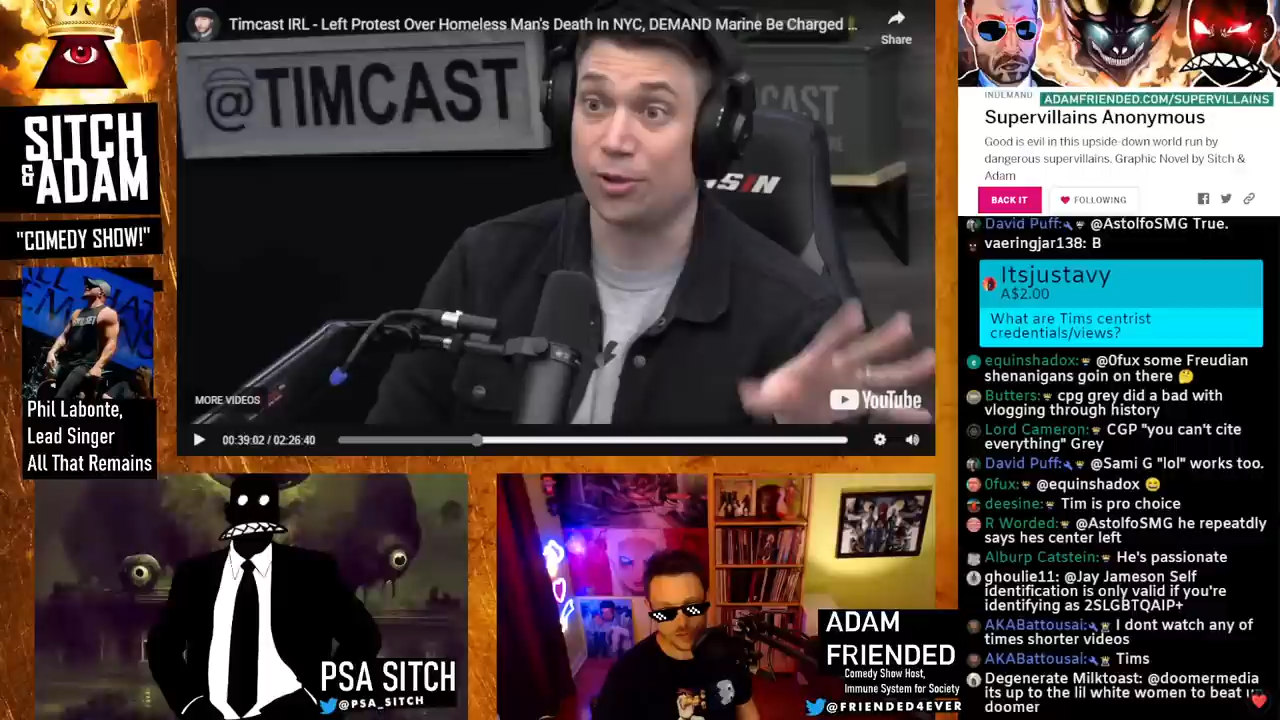 SITCH
& ADAM
"COMEDY SHOW!"
Phil Labonte,
Lead Singer
All That Remains
Timcast IRL - Left Protest Over Homeless Man's Death In NYC, DEMAND Marine Be Charged ...
Share
@TIMCAST
CAST
MORE VIDEOS
YouTube
00:39:02 / 02:26:40
PSA SITCH
@PSA_SITCH
ADAM
FRIENDED
Comedy Show Host,
Immune System for Society
@FRIENDED4EVER
INDEMAND
ADAMFRIENDED.COM/SUPERVILLAINS
Supervillains Anonymous
Good is evil in this upside-down world run by
dangerous supervillains. Graphic Novel by Sitch &
Adam
BACK IT
FOLLOWING
David Puff: @AstolfoSMG True.
vaeringjar138: B
Itsjustavy
A$2.00
What are Tims centrist
credentials/views?
equinshadox: @0fux some Freudian
shenanigans goin on there 🤔
Butters: cpg grey did a bad with
vlogging through history
Lord Cameron: CGP "you can't cite
everything" Grey
David Puff: @Sami G "lol" works too.
0fux: @equinshadox 😅
deesine: Tim is pro choice
R Worded: @AstolfoSMG he repeatdly
says hes center left
Alburp Catstein: He's passionate
ghoulie11: @Jay Jameson Self
identification is only valid if you're
identifying as 2SLGBTQAIP+
AKABattousai: I dont watch any of
times shorter videos
AKABattousai: Tims
Degenerate Milktoast: @doomermedia
its up to the lil white women to beat
doomer